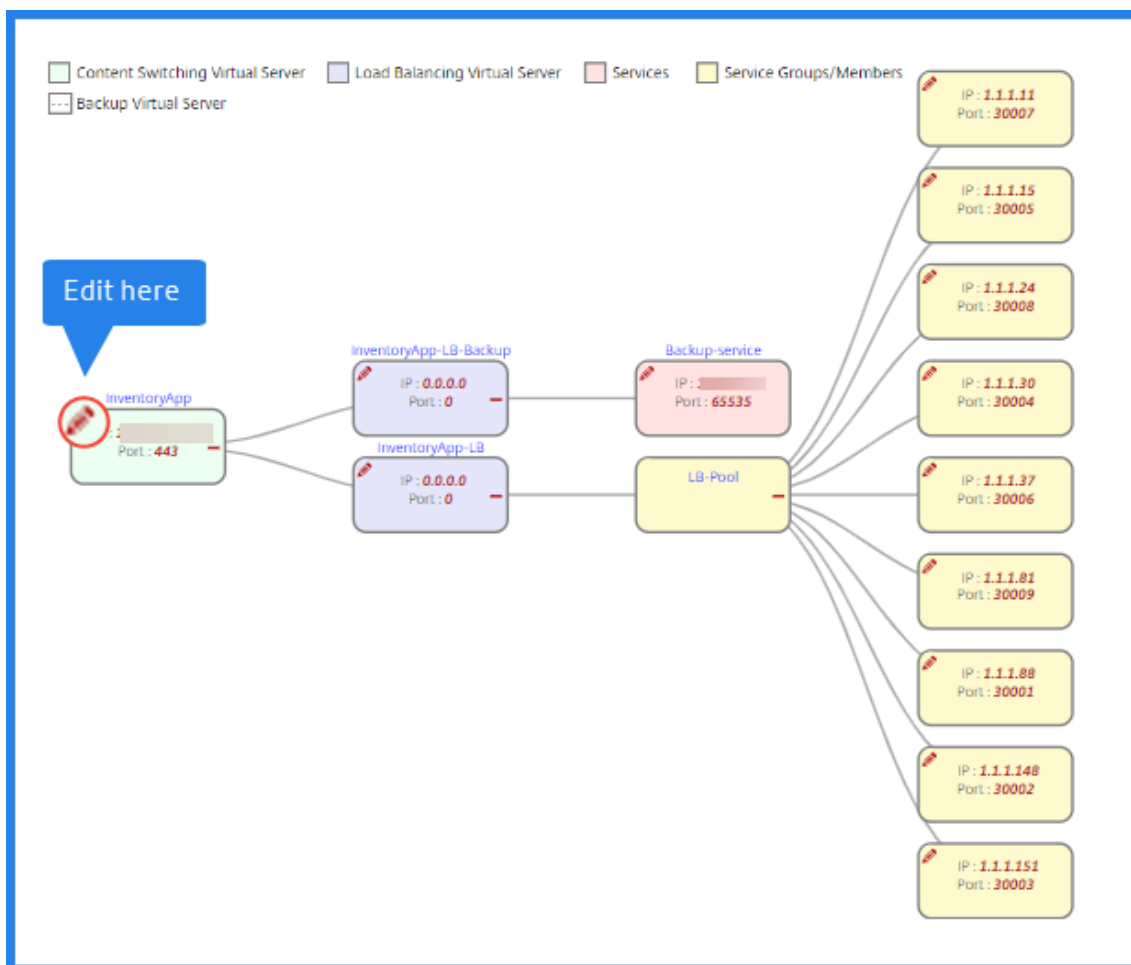 Content Switching Virtual Server
Load Balancing Virtual Server
Services
Service Groups/Members
Backup Virtual Server
Edit here
InventoryApp
Port : 443
InventoryApp-LB-Backup
IP : 0.0.0.0
Port : 0
InventoryApp-LB
IP : 0.0.0.0
Port : 0
Backup-service
IP :
Port : 65535
LB-Pool
IP : 1.1.1.11
Port : 30007
IP : 1.1.1.15
Port : 30005
IP : 1.1.1.24
Port : 30008
IP : 1.1.1.30
Port : 30004
IP : 1.1.1.37
Port : 30006
IP : 1.1.1.81
Port : 30009
IP : 1.1.1.88
Port : 30001
IP : 1.1.1.148
Port : 30002
IP : 1.1.1.151
Port : 30003